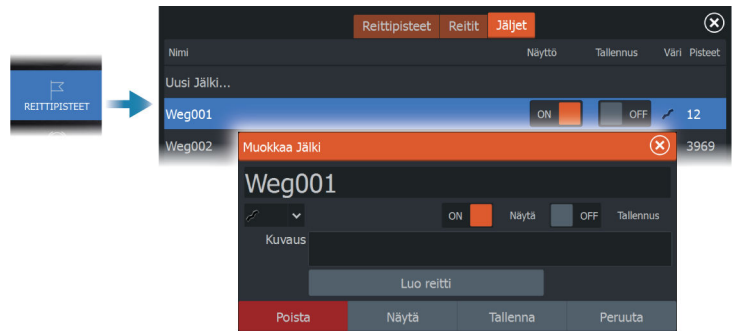 Reittipisteet Reitit Jäljet
Nimi Näyttö Tallennus Väri Pisteet
Uusi Jälki...
REITTIPISTEET
Weg001 ON OFF 12
Weg002 3969
Muokkaa Jälki
Weg001
ON Näytä OFF Tallennus
Kuvaus
Luo reitti
Poista Näytä Tallenna Peruuta